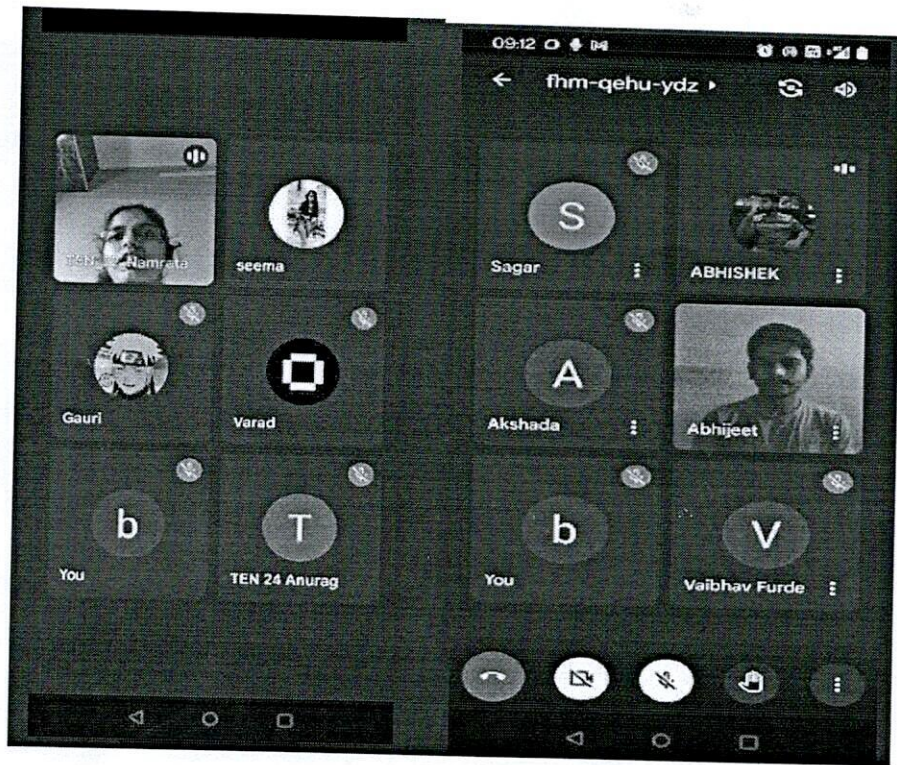 TEN Namrata
seema
Gauri
Varad
b
You
T
TEN 24 Anurag
09:12
fhm-qehu-ydz
S
Sagar
ABHISHEK
A
Akshada
Abhijeet
b
You
V
Vaibhav Furde